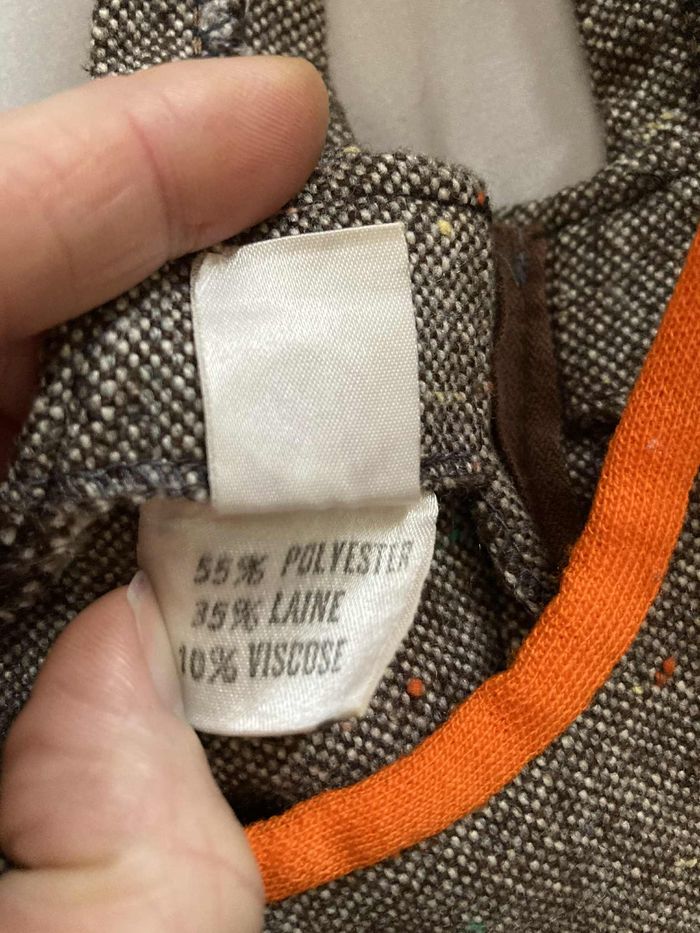 55% POLYESTER
35% LAINE
10% VISCOSE